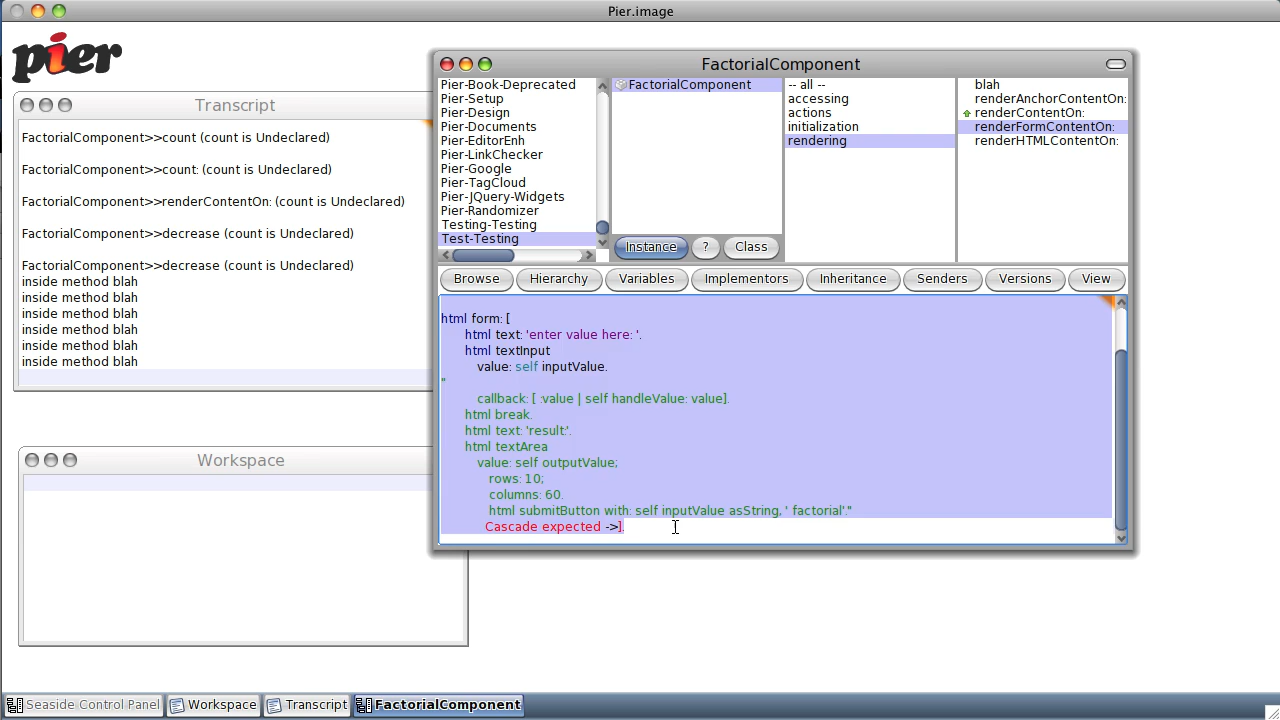 Pier.image
pier
Transcript
FactorialComponent>>count (count is Undeclared)
FactorialComponent>>count: (count is Undeclared)
FactorialComponent>>renderContentOn: (count is Undeclared)
FactorialComponent>>decrease (count is Undeclared)
FactorialComponent>>decrease (count is Undeclared)
inside method blah
inside method blah
inside method blah
inside method blah
inside method blah
inside method blah
Workspace
FactorialComponent
Pier-Book-Deprecated
Pier-Setup
Pier-Design
Pier-Documents
Pier-EditorEnh
Pier-LinkChecker
Pier-Google
Pier-TagCloud
Pier-JQuery-Widgets
Pier-Randomizer
Testing-Testing
Test-Testing
FactorialComponent
Instance ? Class
-- all --
accessing
actions
initialization
rendering
blah
renderAnchorContentOn:
renderContentOn:
renderFormContentOn:
renderHTMLContentOn:
Browse Hierarchy Variables Implementors Inheritance Senders Versions View
html form: [
html text: 'enter value here: '.
html textInput
value: self inputValue.
"
callback: [ :value | self handleValue: value].
html break.
html text: 'result:'.
html textArea
value: self outputValue;
rows: 10;
columns: 60.
html submitButton with: self inputValue asString, ' factorial'."
Cascade expected ->].
Seaside Control Panel Workspace Transcript FactorialComponent